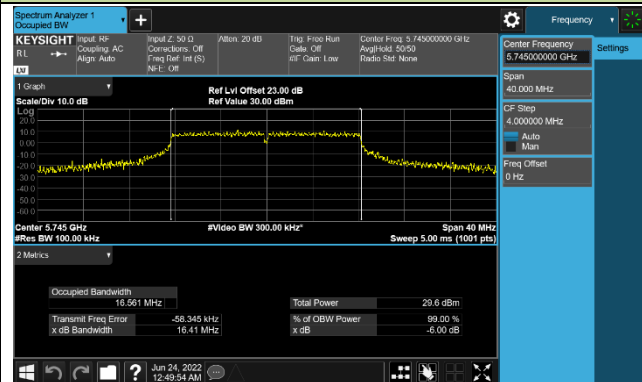 Spectrum Analyzer 1
Occupied BW
+
Frequency
KEYSIGHT
RL
LXI
Input: RF
Coupling: AC
Align: Auto
Input Z: 50 Ω
Corrections: Off
Freq Ref: Int (S)
NFE: Off
Atten: 20 dB
Trig: Free Run
Gate: Off
#IF Gain: Low
Center Freq: 5.745000000 GHz
Avg|Hold: 50/50
Radio Std: None
Center Frequency
5.745000000 GHz
Settings
Span
40.000 MHz
CF Step
4.000000 MHz
Auto
Man
Freq Offset
0 Hz
1 Graph
Scale/Div 10.0 dB
Ref Lvl Offset 23.00 dB
Ref Value 30.00 dBm
Log
20.0
10.0
0.00
-10.0
-20.0
-30.0
-40.0
-50.0
-60.0
Center 5.745 GHz
#Res BW 100.00 kHz
#Video BW 300.00 kHz*
Span 40 MHz
Sweep 5.00 ms (1001 pts)
2 Metrics
Occupied Bandwidth
16.561 MHz
Total Power 29.6 dBm
Transmit Freq Error -58.345 kHz
% of OBW Power 99.00 %
x dB Bandwidth 16.41 MHz
x dB -6.00 dB
?
Jun 24, 2022
12:49:54 AM